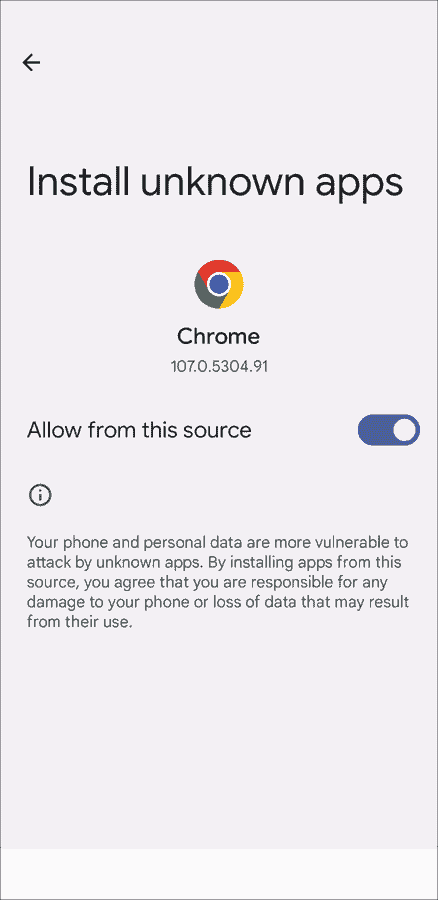 Install unknown apps
Chrome
107.0.5304.91
Allow from this source
Your phone and personal data are more vulnerable to
attack by unknown apps. By installing apps from this
source, you agree that you are responsible for any
damage to your phone or loss of data that may result
from their use.